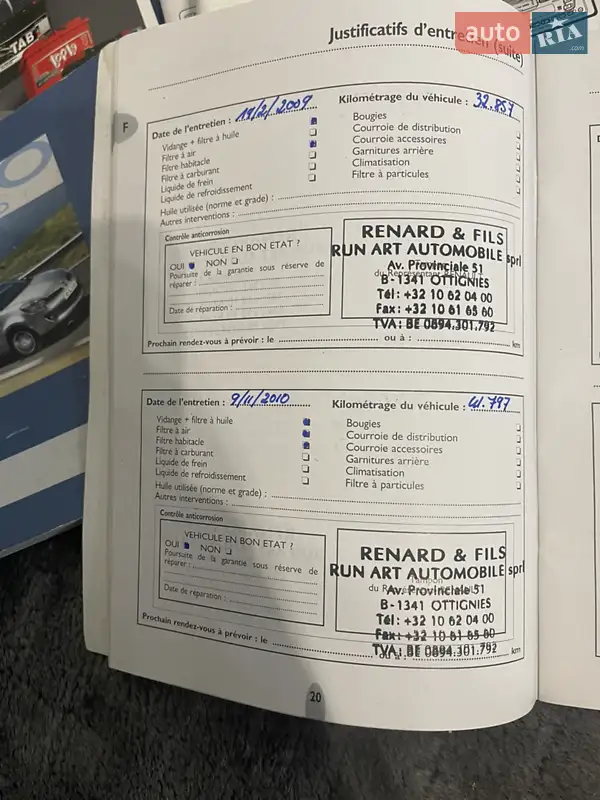 TAB
auto RIA .com
Justificatifs d'entretien (suite)
F
Date de l'entretien : 19/2/2009 Kilométrage du véhicule : 32.857
Vidange + filtre à huile Bougies
Filtre à air Courroie de distribution
Filtre habitacle Courroie accessoires
Filtre à carburant Garnitures arrière
Liquide de frein Climatisation
Liquide de refroidissement Filtre à particules
Huile utilisée (norme et grade) :
Autres interventions :
Contrôle anticorrosion
VEHICULE EN BON ETAT ?
OUI NON
Poursuite de la garantie sous réserve de
réparer :
Date de réparation :
RENARD & FILS
RUN ART AUTOMOBILE sprl
Av. Provinciale 51
du Représentant RENAULT
B-1341 OTTIGNIES
Tél : +32 10 62 04 00
Fax : +32 10 61 65 60
TVA : BE 0894.301.792
Prochain rendez-vous à prévoir : le ou à : km
Date de l'entretien : 9/11/2010 Kilométrage du véhicule : 41.797
Vidange + filtre à huile Bougies
Filtre à air Courroie de distribution
Filtre habitacle Courroie accessoires
Filtre à carburant Garnitures arrière
Liquide de frein Climatisation
Liquide de refroidissement Filtre à particules
Huile utilisée (norme et grade) :
Autres interventions :
Contrôle anticorrosion
VEHICULE EN BON ETAT ?
OUI NON
Poursuite de la garantie sous réserve de
réparer :
Date de réparation :
RENARD & FILS
RUN ART AUTOMOBILE sprl
Tampon
Av. Provinciale 51
B-1341 OTTIGNIES
Tél : +32 10 62 04 00
Fax : +32 10 61 65 60
TVA : BE 0894.301.792
Prochain rendez-vous à prévoir : le ou à : km
20